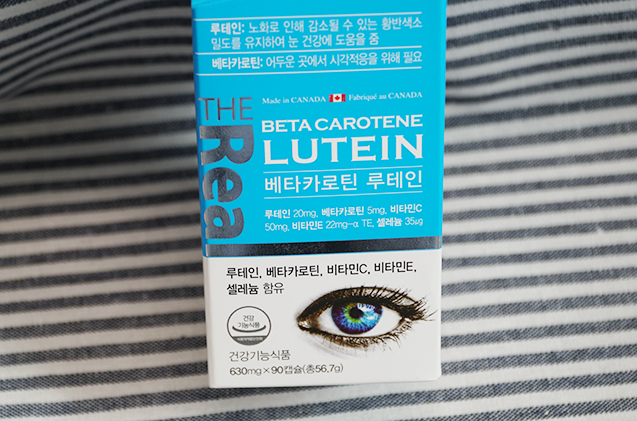 루테인: 노화로 인해 감소될 수 있는 황반색소
밀도를 유지하여 눈 건강에 도움을 줌
베타카로틴: 어두운 곳에서 시각적응을 위해 필요
Made in CANADA Fabriqué au CANADA
THE
Rea
BETA CAROTENE
LUTEIN
베타카로틴 루테인
루테인 20mg, 베타카로틴 5mg, 비타민C
50mg, 비타민E 22mg-α TE, 셀레늄 35μg
루테인, 베타카로틴, 비타민C, 비타민E,
셀레늄 함유
건강
기능식품
건강기능식품
630mg×90캡슐(총56.7g)